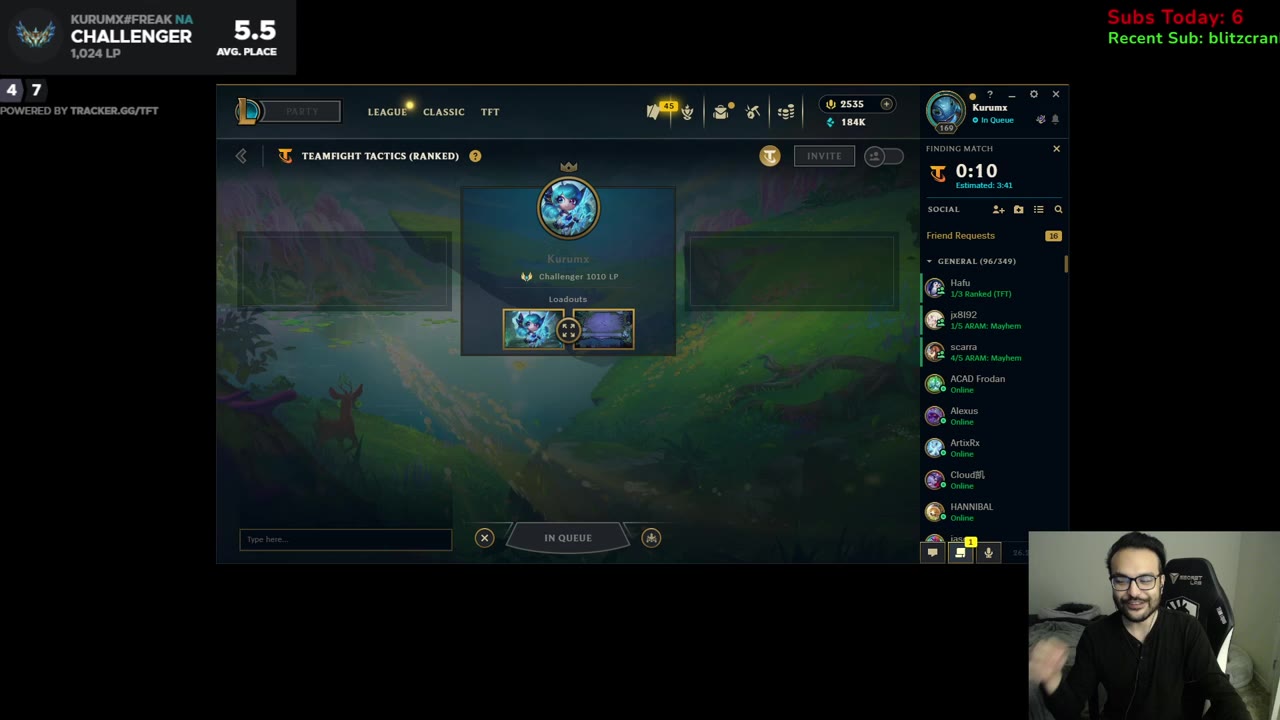 KURUMX#FREAK NA
CHALLENGER
1,024 LP
5.5
AVG. PLACE
4 7
POWERED BY TRACKER.GG/TFT
Subs Today: 6
Recent Sub: blitzcran
PARTY
LEAGUE
CLASSIC
TFT
45
2535
184K
169
Kurumx
In Queue
TEAMFIGHT TACTICS (RANKED)
INVITE
FINDING MATCH
0:10
Estimated: 3:41
SOCIAL
Friend Requests
16
GENERAL (96/349)
Hafu
1/3 Ranked (TFT)
jx8l92
1/5 ARAM: Mayhem
scarra
4/5 ARAM: Mayhem
ACAD Frodan
Online
Alexus
Online
ArtixRx
Online
Cloud凯
Online
HANNIBAL
Online
1
Kurumx
Challenger 1010 LP
Loadouts
Type here...
IN QUEUE
SECRETLAB